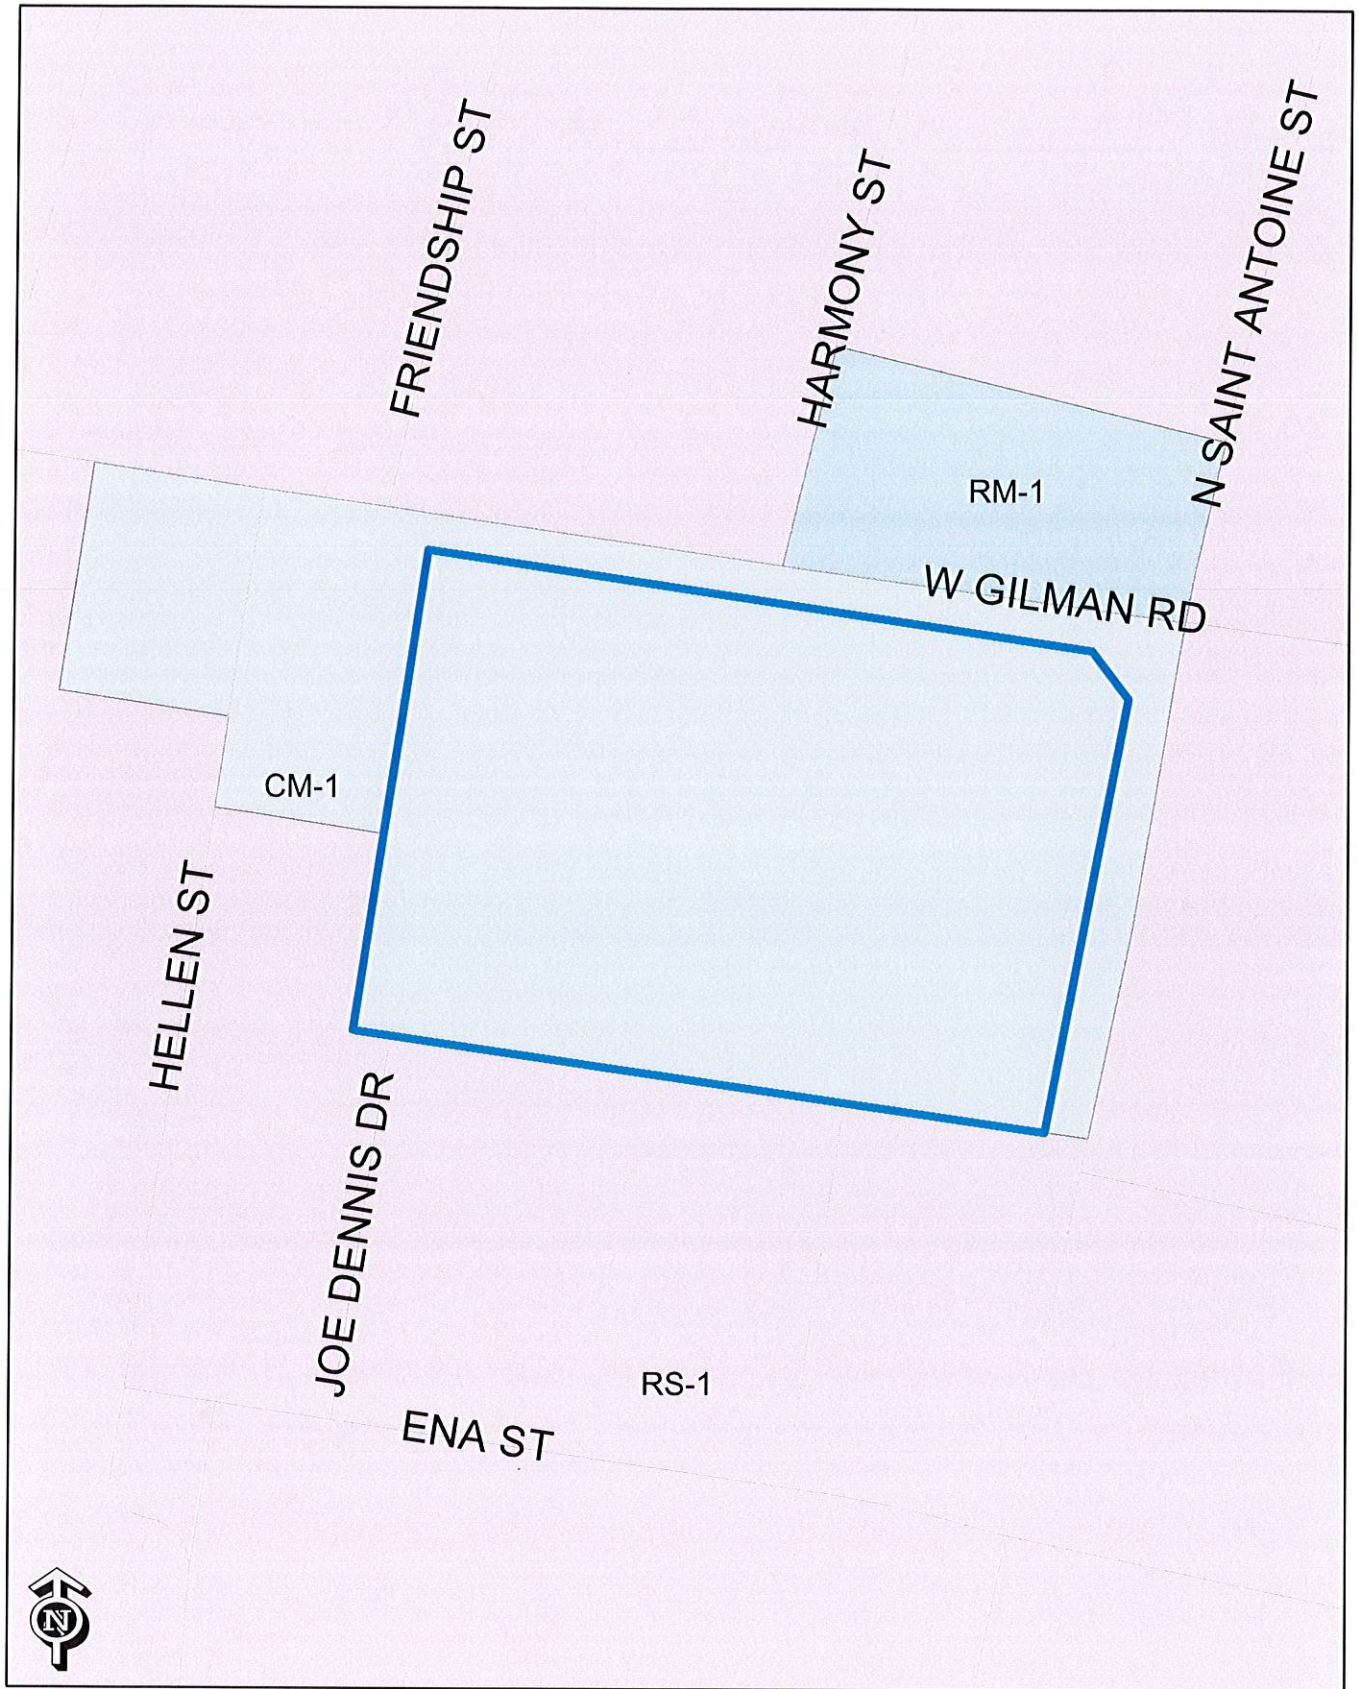 FRIENDSHIP ST
HARMONY ST
N SAINT ANTOINE ST
RM-1
W GILMAN RD
CM-1
HELLEN ST
JOE DENNIS DR
RS-1
ENA ST
N